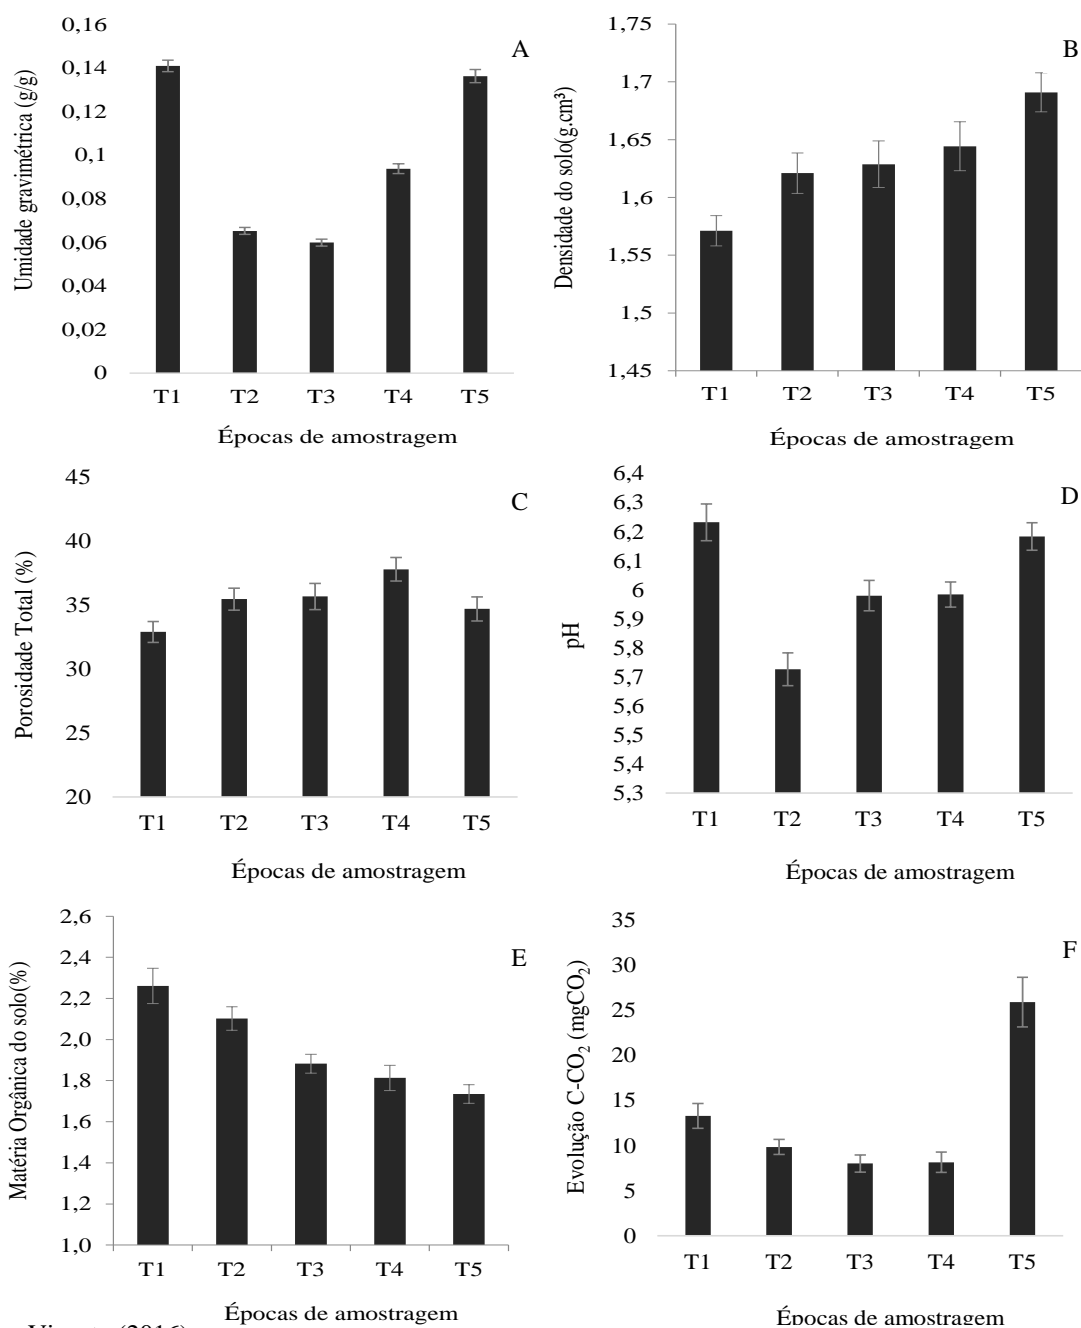 A
Umidade gravimétrica (g/g)
0,16
0,14
0,12
0,1
0,08
0,06
0,04
0,02
0
T1 T2 T3 T4 T5
Épocas de amostragem
B
Densidade do solo(g.cm³)
1,75
1,7
1,65
1,6
1,55
1,5
1,45
T1 T2 T3 T4 T5
Épocas de amostragem
C
Porosidade Total (%)
45
40
35
30
25
20
T1 T2 T3 T4 T5
Épocas de amostragem
D
pH
6,4
6,3
6,2
6,1
6
5,9
5,8
5,7
5,6
5,5
5,4
5,3
T1 T2 T3 T4 T5
Épocas de amostragem
E
Matéria Orgânica do solo(%)
2,6
2,4
2,2
2,0
1,8
1,6
1,4
1,2
1,0
T1 T2 T3 T4 T5
Épocas de amostragem
F
Evolução C-CO₂ (mgCO₂)
35
30
25
20
15
10
5
0
T1 T2 T3 T4 T5
Épocas de amostragem